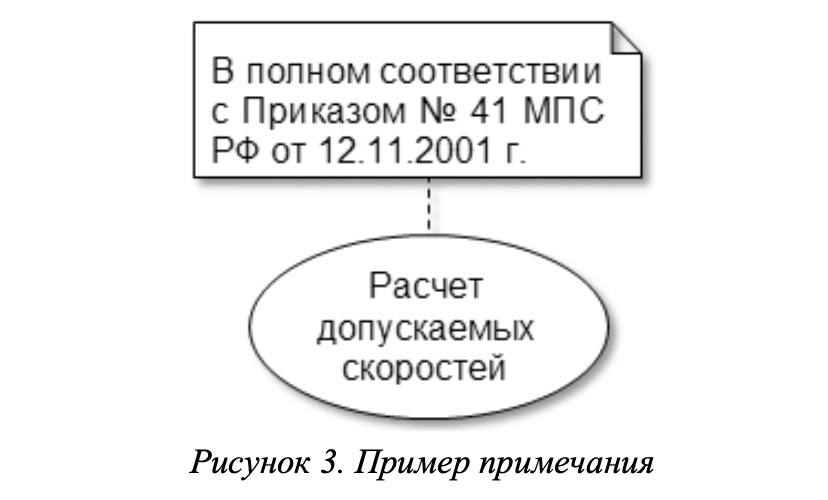 В полном соответствии
с Приказом № 41 МПС
РФ от 12.11.2001 г.
Расчет
допускаемых
скоростей
Рисунок 3. Пример примечания